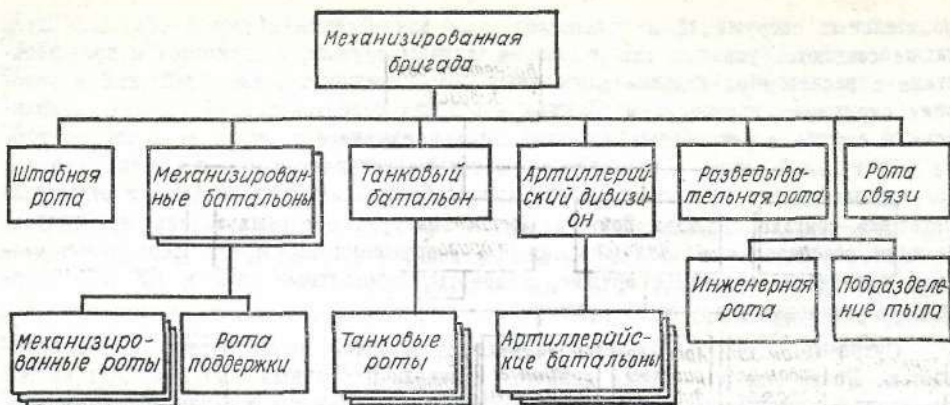 Механизированная
бригада
Штабная
рота
Механизирован-
ные батальоны
Танковый
батальон
Артиллерий-
ский дивизи-
он
Разведыва-
тельная рота
Рота
связи
Инженерная
рота
Подразделе-
ние тыла
Механизиро-
ванные роты
Рота
поддержки
Танковые
роты
Артиллерийс-
кие батальоны